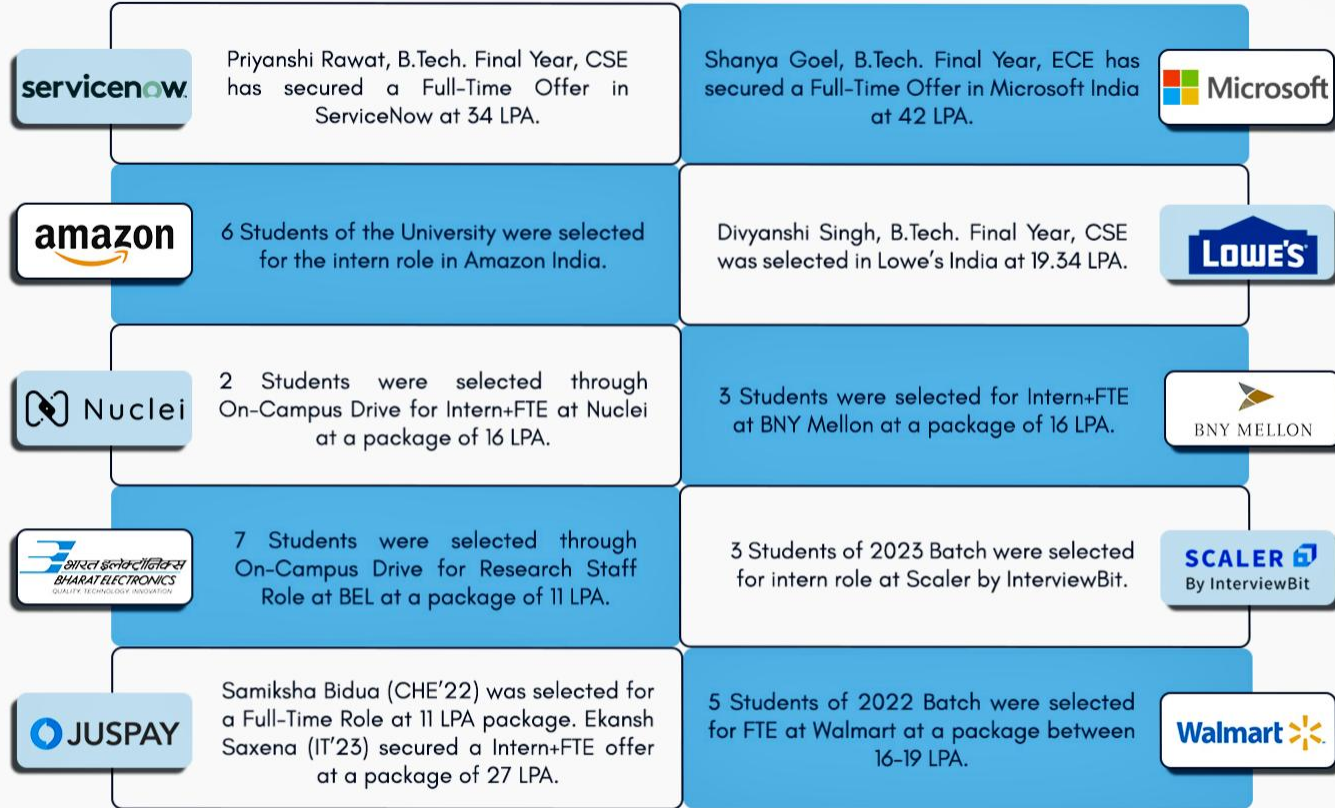 servicenow.
Priyanshi Rawat, B.Tech. Final Year, CSE
has secured a Full-Time Offer in
ServiceNow at 34 LPA.
Shanya Goel, B.Tech. Final Year, ECE has
secured a Full-Time Offer in Microsoft India
at 42 LPA.
Microsoft
amazon
6 Students of the University were selected
for the intern role in Amazon India.
Divyanshi Singh, B.Tech. Final Year, CSE
was selected in Lowe's India at 19.34 LPA.
LOWE'S
Nuclei
2 Students were selected through
On-Campus Drive for Intern+FTE at Nuclei
at a package of 16 LPA.
3 Students were selected for Intern+FTE
at BNY Mellon at a package of 16 LPA.
BNY MELLON
भारत इलेक्ट्रॉनिक्स
BHARAT ELECTRONICS
QUALITY. TECHNOLOGY. INNOVATION
7 Students were selected through
On-Campus Drive for Research Staff
Role at BEL at a package of 11 LPA.
3 Students of 2023 Batch were selected
for intern role at Scaler by InterviewBit.
SCALER
By InterviewBit
JUSPAY
Samiksha Bidua (CHE'22) was selected for
a Full-Time Role at 11 LPA package. Ekansh
Saxena (IT'23) secured a Intern+FTE offer
at a package of 27 LPA.
5 Students of 2022 Batch were selected
for FTE at Walmart at a package between
16-19 LPA.
Walmart